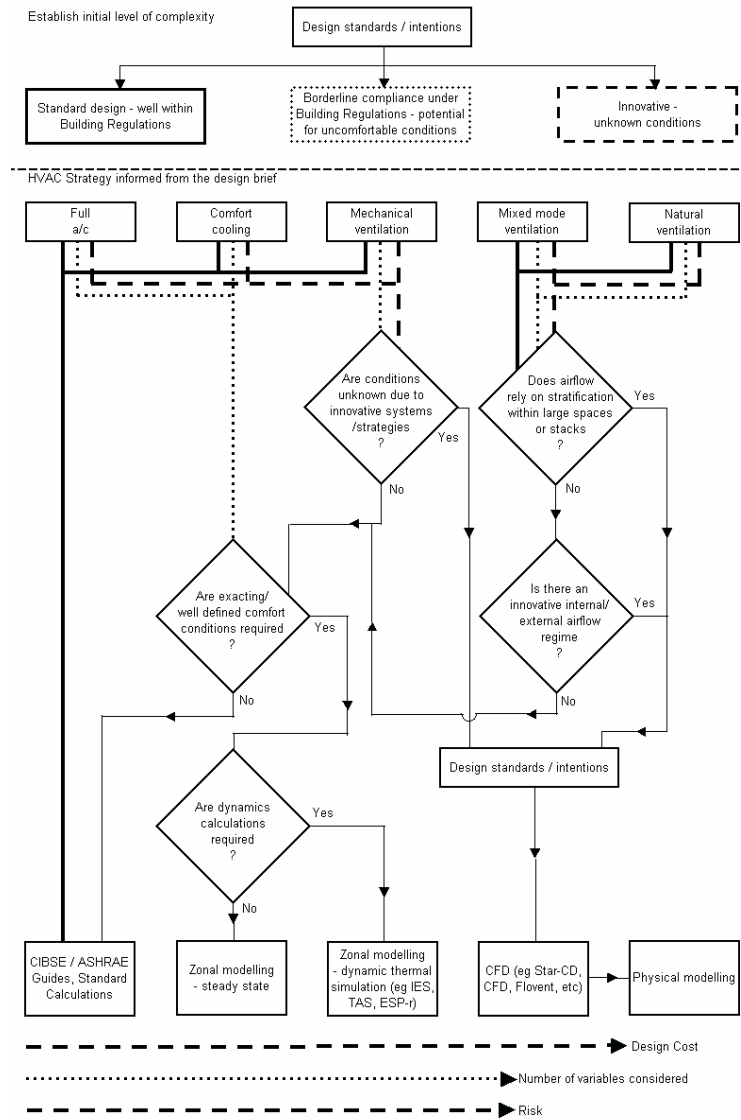 Establish initial level of complexity
Design standards / intentions
Standard design - well within
Building Regulations
Borderline compliance under
Building Regulations - potential
for uncomfortable conditions
Innovative -
unknown conditions
HVAC Strategy informed from the design brief
Full
a/c
Comfort
cooling
Mechanical
ventilation
Mixed mode
ventilation
Natural
ventilation
Are conditions
unknown due to
innovative systems
/strategies
?
Yes
No
Does airflow
rely on stratification
within large spaces
or stacks
?
Yes
No
Are exacting/
well defined comfort
conditions required
?
Yes
No
Is there an
innovative internal/
external airflow
regime
?
Yes
No
Design standards / intentions
Are dynamics
calculations
required
?
Yes
No
CIBSE /
ASHRAE
Guides, Standard
Calculations
Zonal modelling
- steady state
Zonal modelling
- dynamic thermal
simulation (eg IES,
TAS, ESP-r)
CFD (eg Star-CD,
CFD, Flovent, etc)
Physical modelling
Design Cost
Number of variables considered
Risk